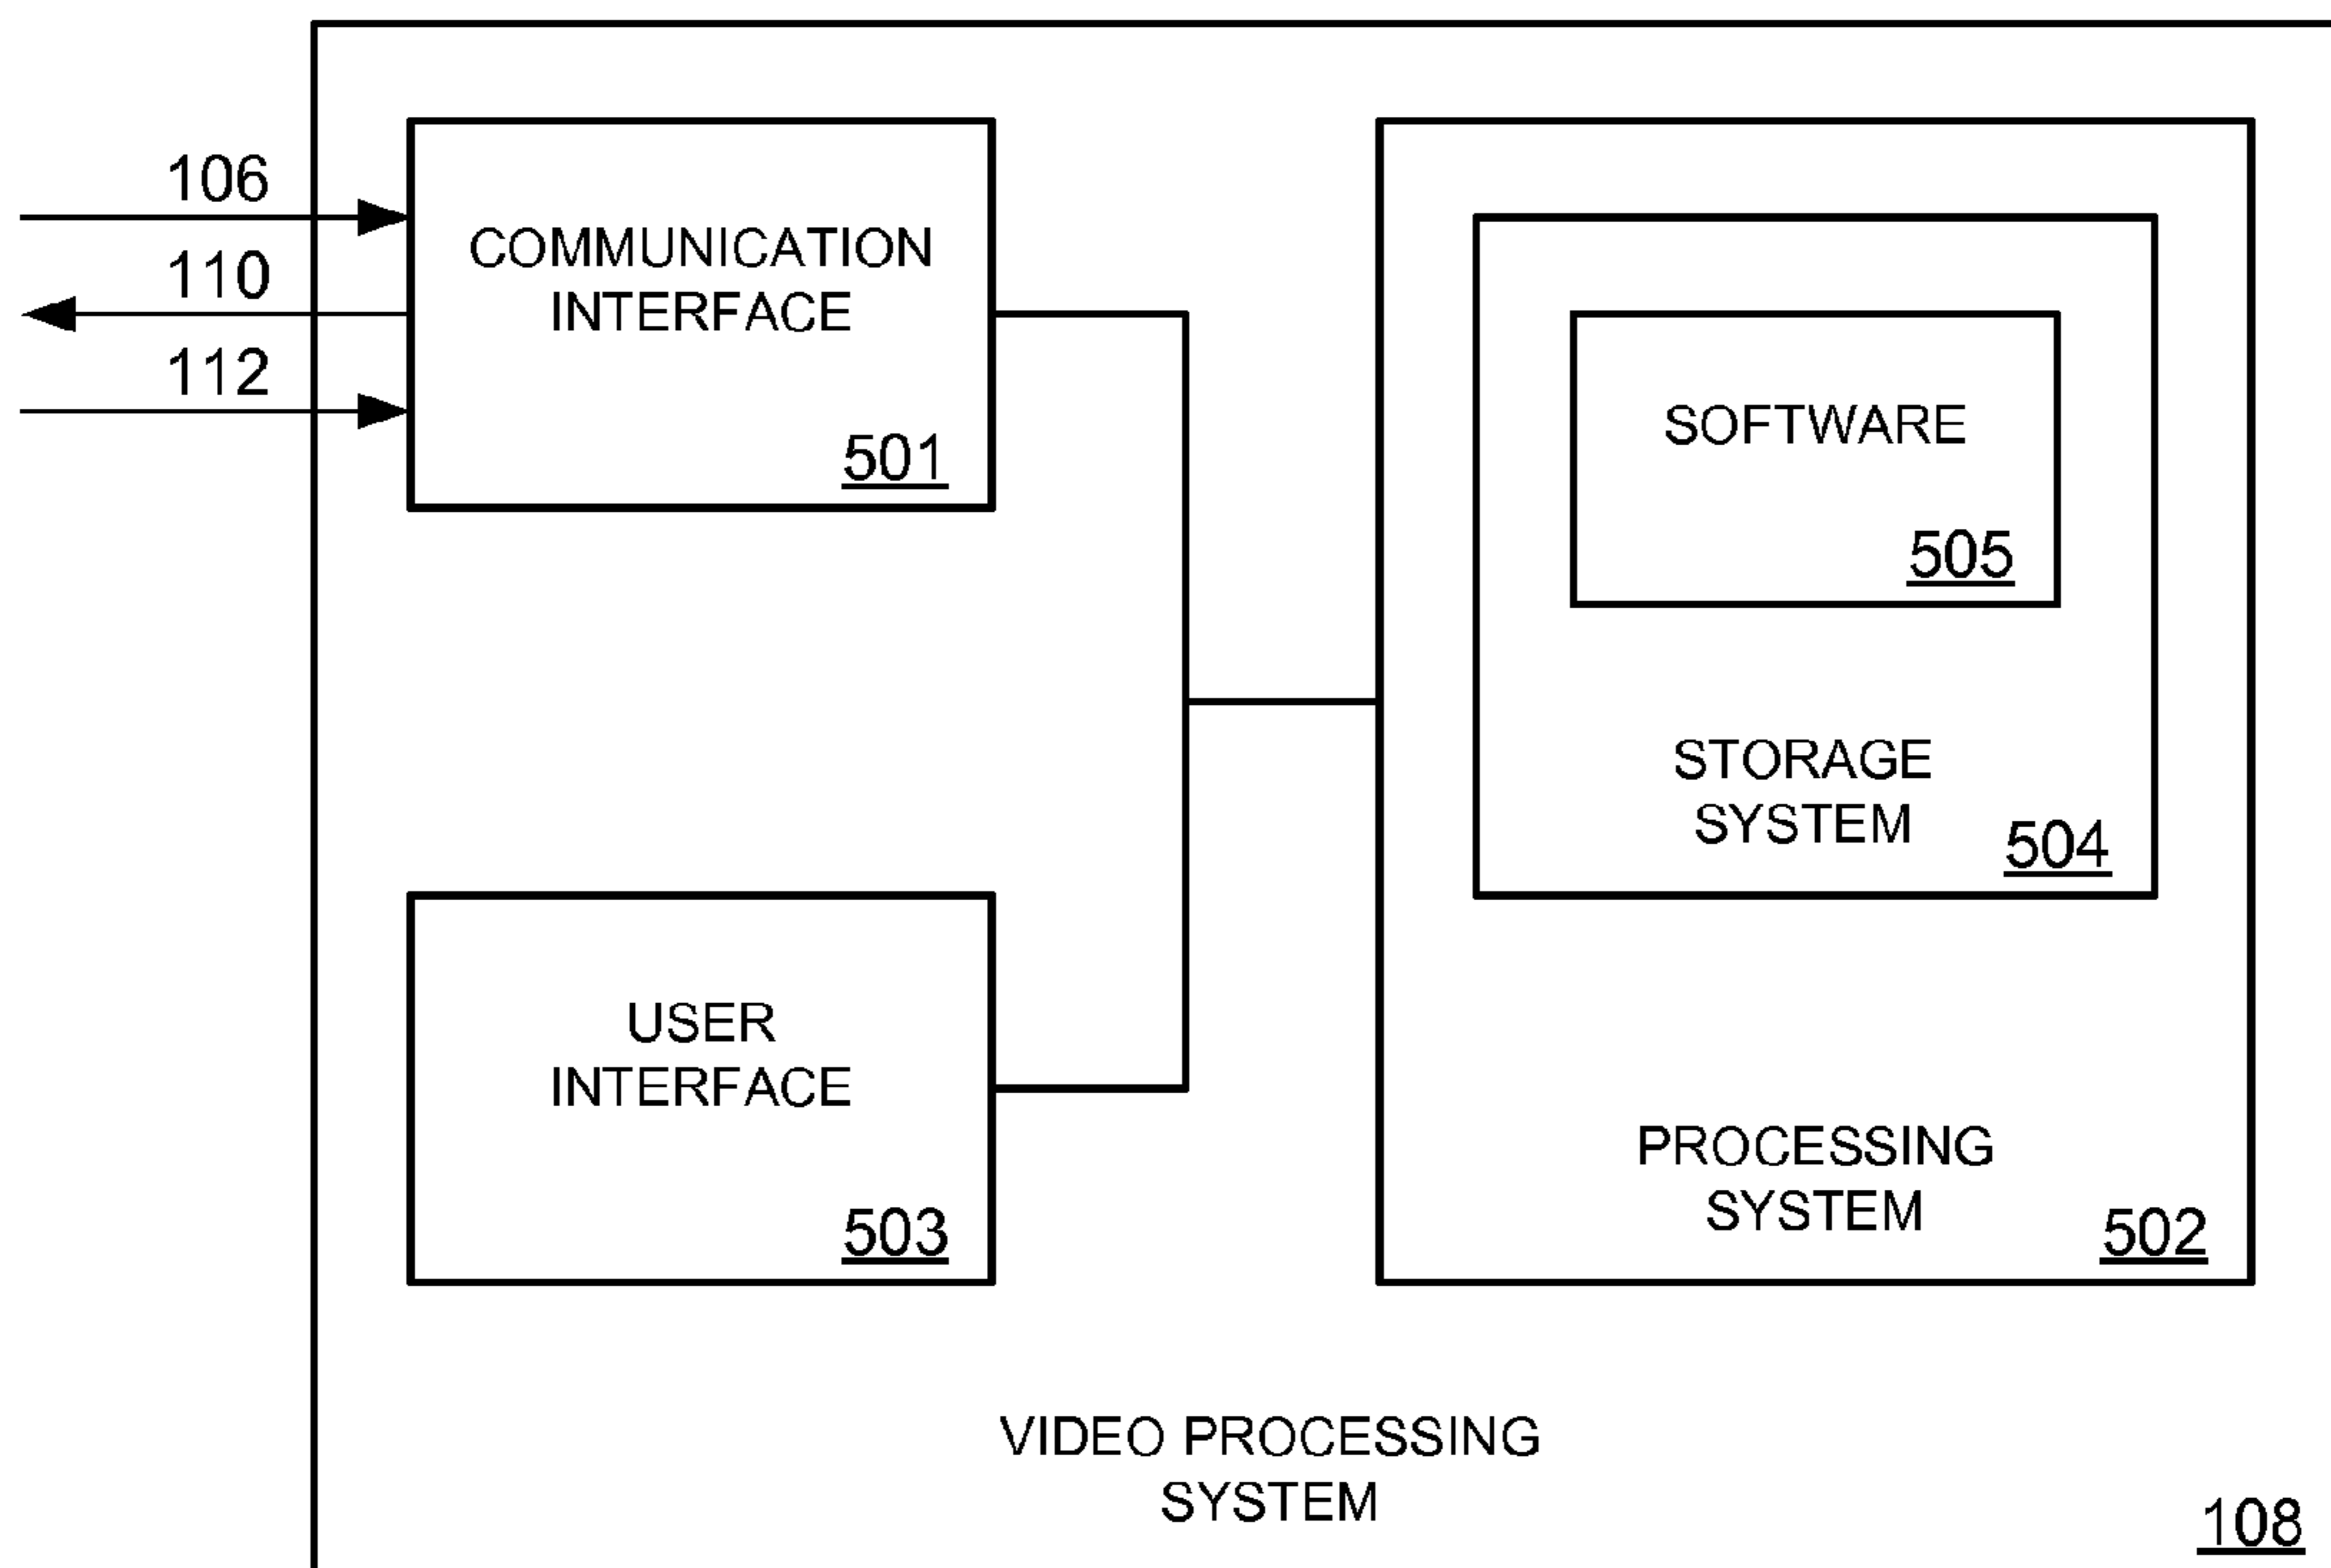 106
110
112
COMMUNICATION
INTERFACE
501
SOFTWARE
505
STORAGE
SYSTEM
504
USER
INTERFACE
503
PROCESSING
SYSTEM
502
VIDEO PROCESSING
SYSTEM
108